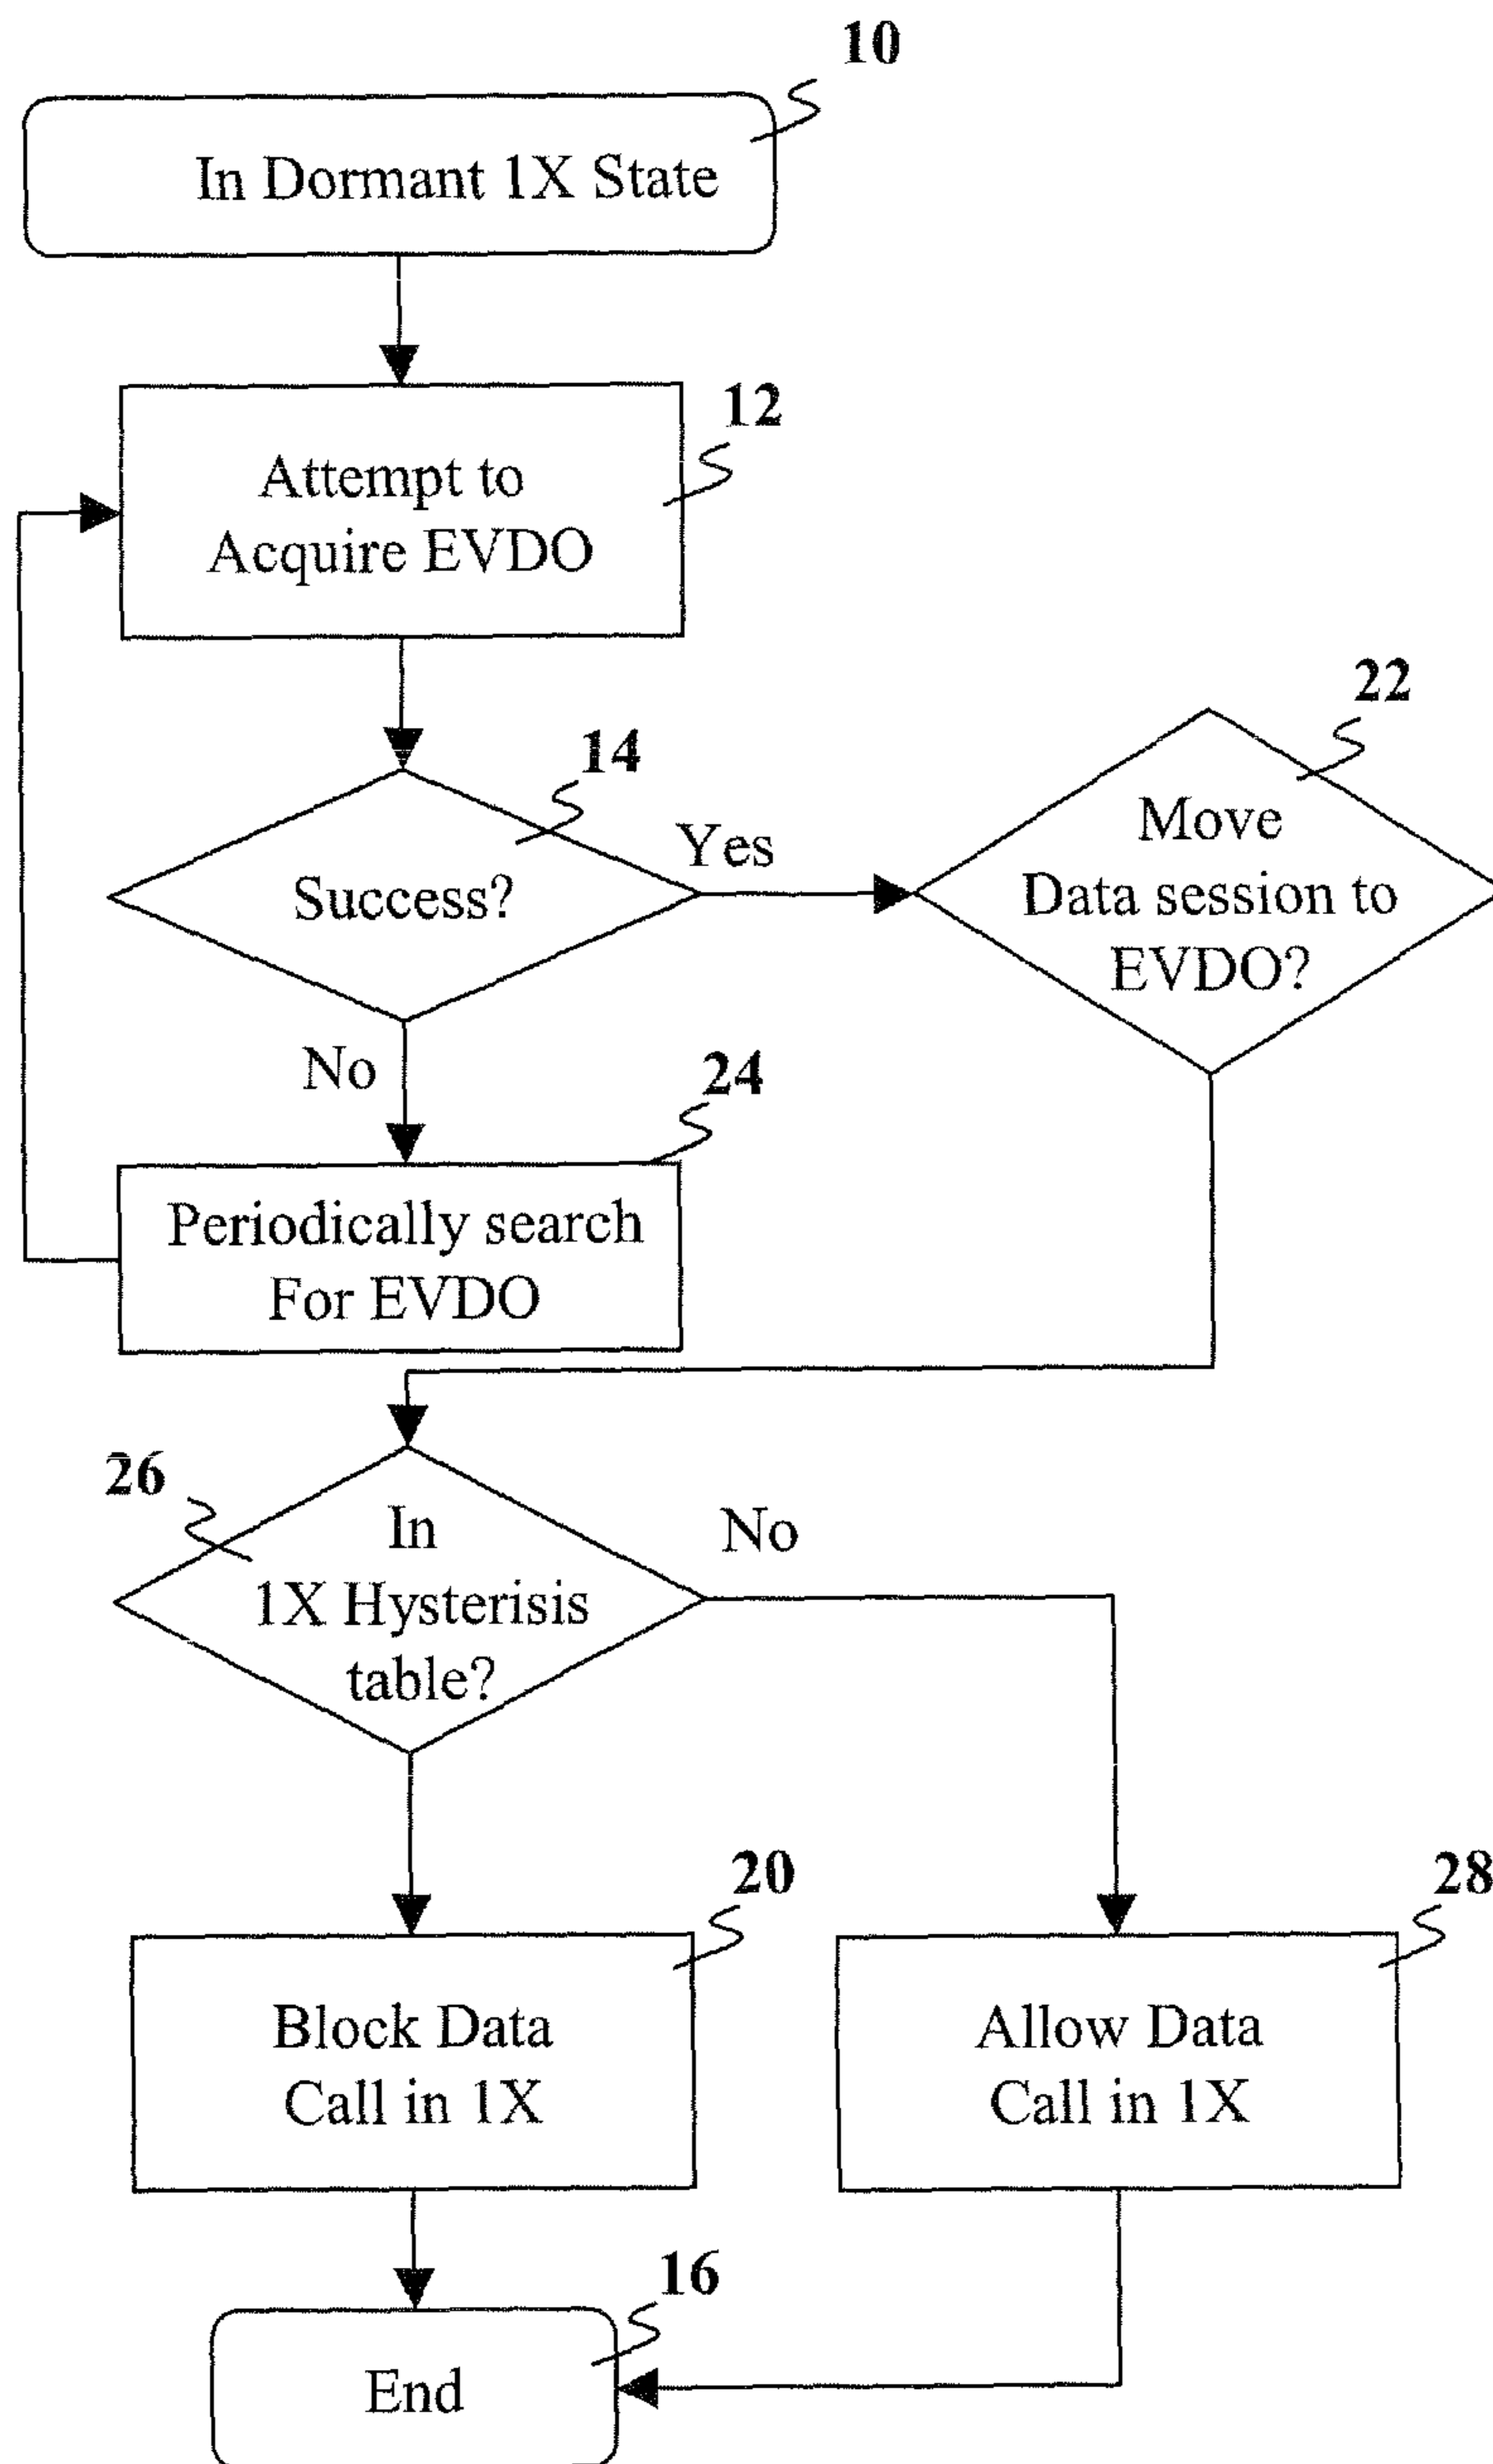 10
In Dormant 1X State
12
Attempt to
Acquire EVDO
22
14
Move
Data session to
EVDO?
Yes
Success?
No
24
Periodically search
For EVDO
26
In
1X Hysterisis
table?
No
20
28
Block Data
Call in 1X
Allow Data
Call in 1X
16
End